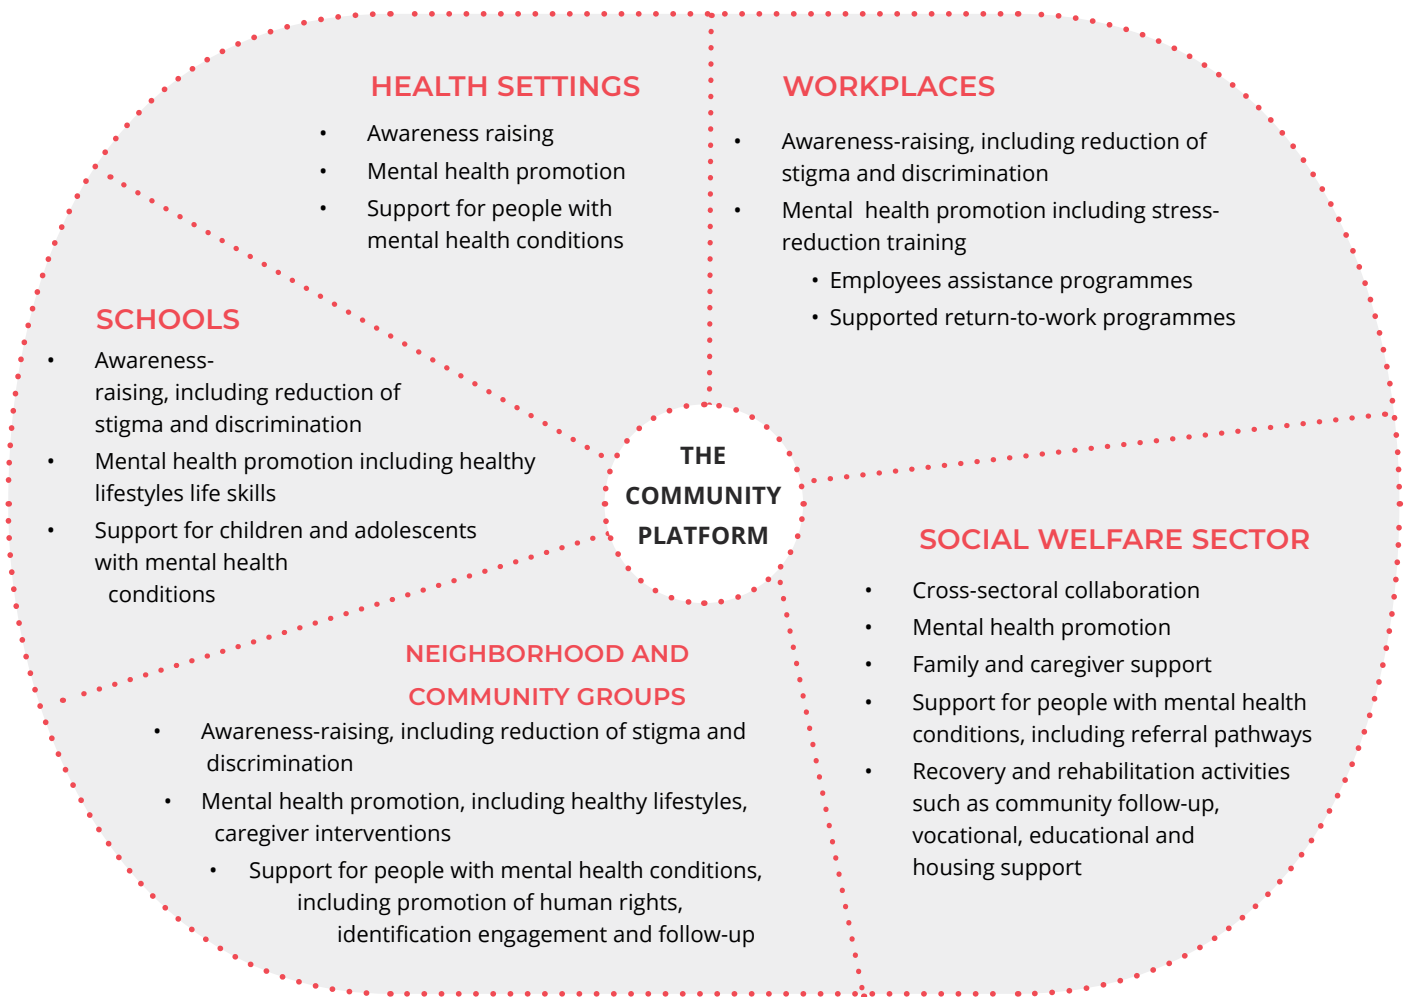 HEALTH SETTINGS
• Awareness raising
• Mental health promotion
• Support for people with
mental health conditions
WORKPLACES
• Awareness-raising, including reduction of
stigma and discrimination
• Mental health promotion including stress-
reduction training
• Employees assistance programmes
• Supported return-to-work programmes
SCHOOLS
• Awareness-
raising, including reduction of
stigma and discrimination
• Mental health promotion including healthy
lifestyles life skills
• Support for children and adolescents
with mental health
conditions
THE
COMMUNITY
PLATFORM
SOCIAL WELFARE SECTOR
• Cross-sectoral collaboration
• Mental health promotion
• Family and caregiver support
• Support for people with mental health
conditions, including referral pathways
• Recovery and rehabilitation activities
such as community follow-up,
vocational, educational and
housing support
NEIGHBORHOOD AND
COMMUNITY GROUPS
• Awareness-raising, including reduction of stigma and
discrimination
• Mental health promotion, including healthy lifestyles,
caregiver interventions
• Support for people with mental health conditions,
including promotion of human rights,
identification engagement and follow-up